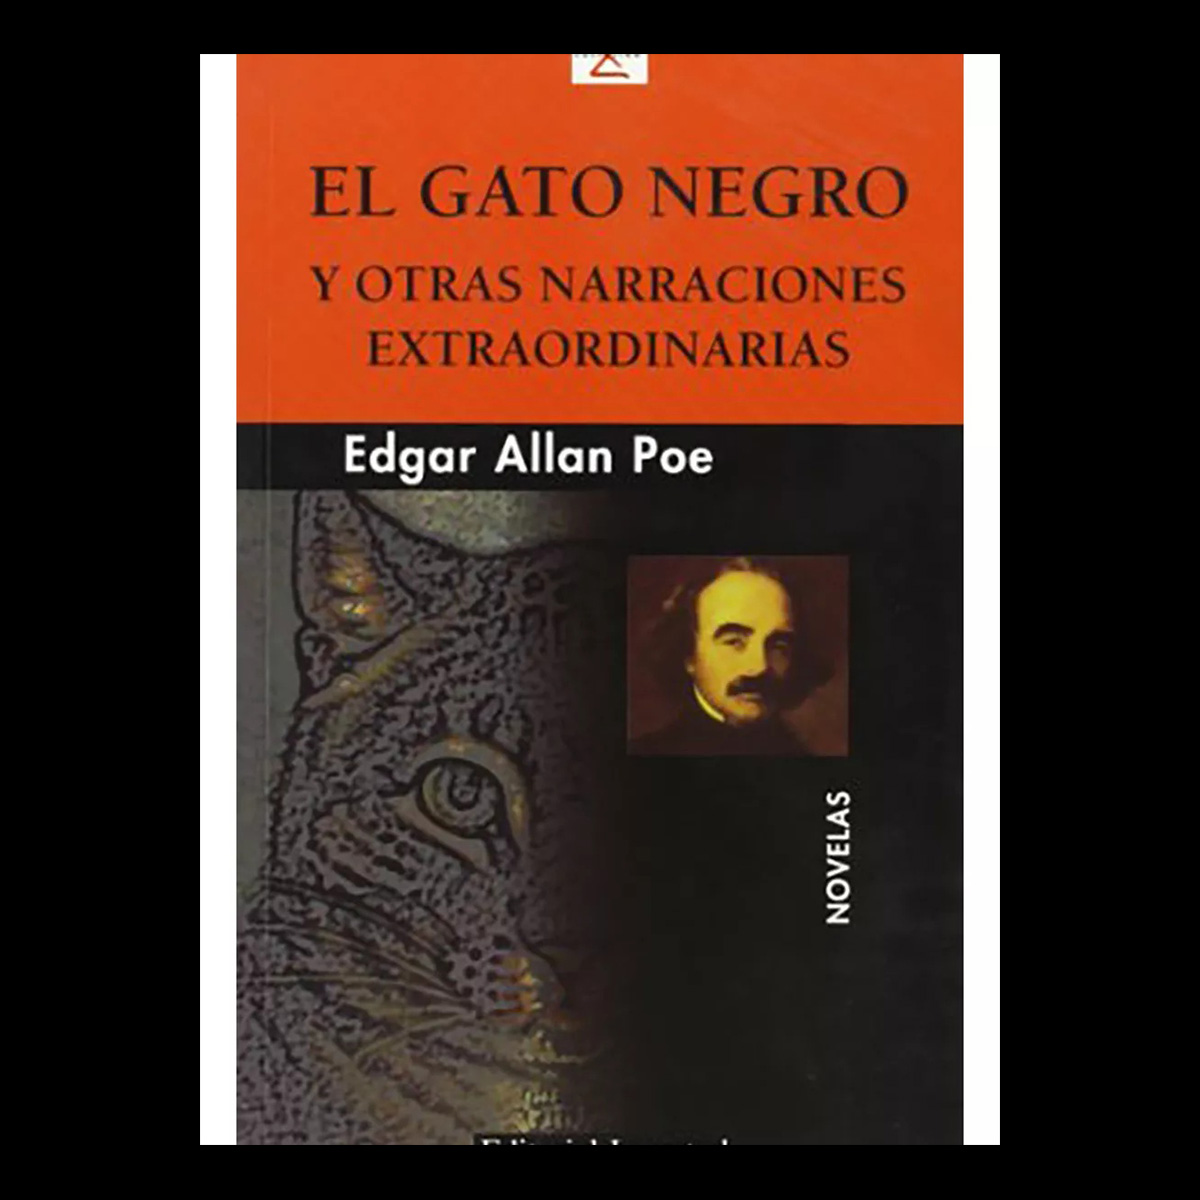 EL GATO NEGRO
Y OTRAS NARRACIONES
EXTRAORDINARIAS
Edgar Allan Poe
NOVELAS